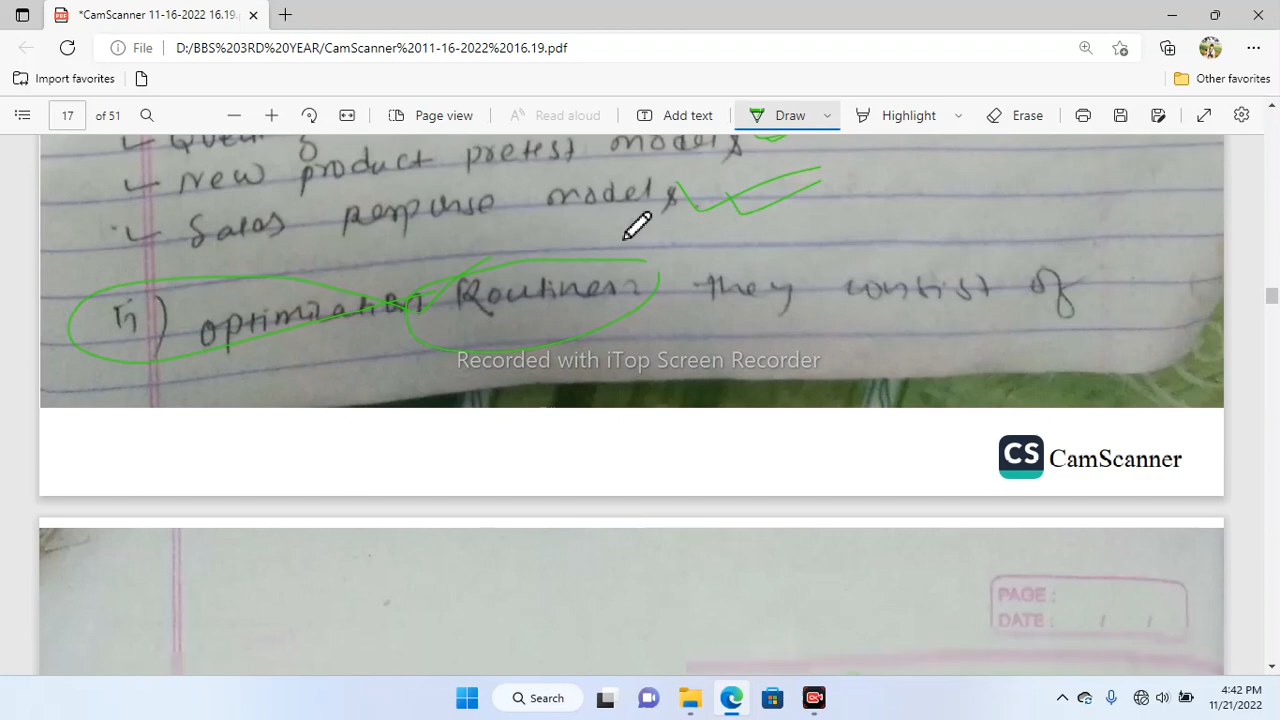 *CamScanner 11-16-2022 16.19.
File D:/BBS%203RD%20YEAR/CamScanner%2011-16-2022%2016.19.pdf
Import favorites Other favorites
17 of 51 Page view Read aloud Add text Draw Highlight Erase
New product pretest models
Sales response models
ii) optimization Routines: they consist of
Recorded with iTop Screen Recorder
CS CamScanner
PAGE :
DATE : / /
Search
4:42 PM
11/21/2022